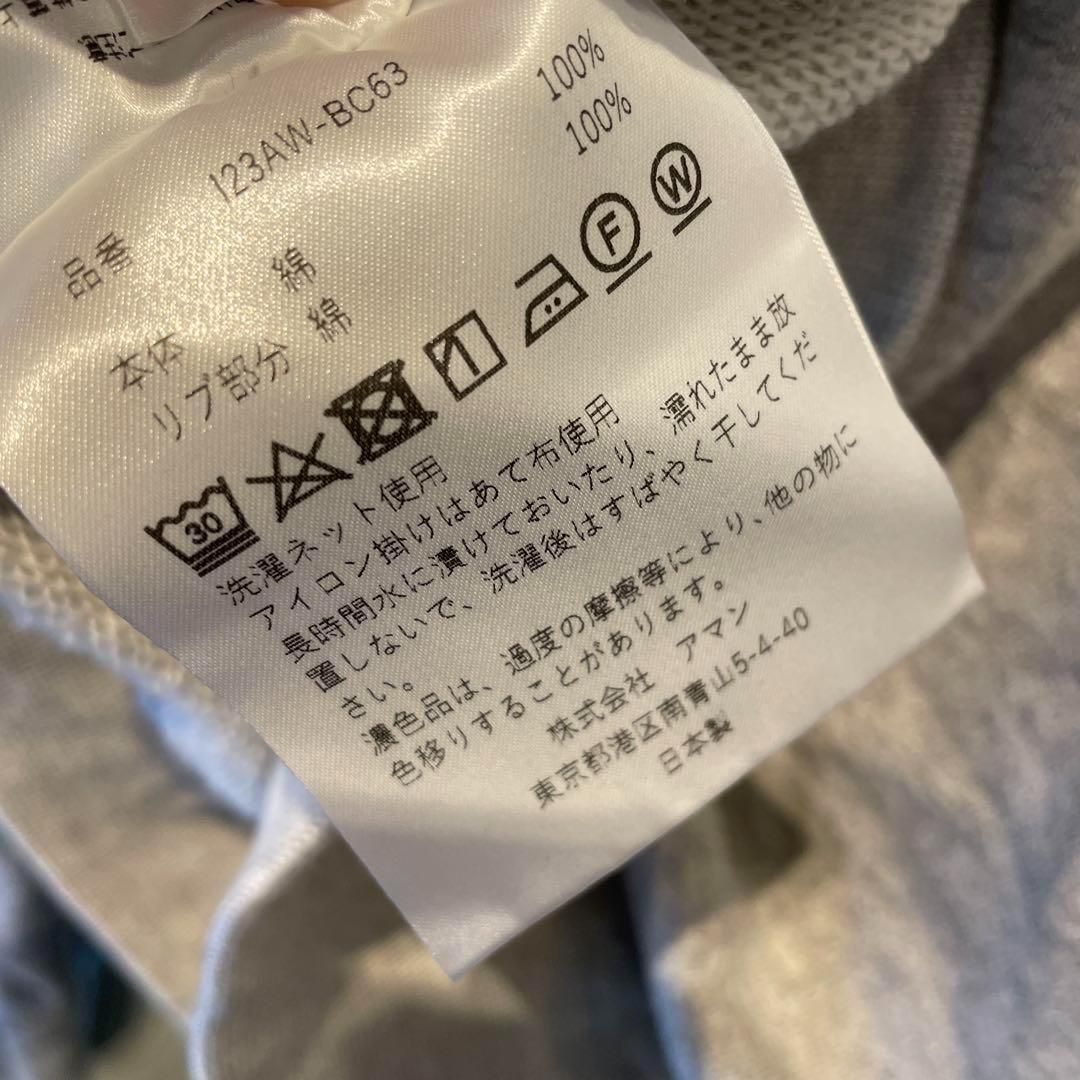 品番 123AW-BC63
本体 綿 100%
リブ部分 綿 100%
30 F W
洗濯ネット使用
アイロン掛けはあて布使用
長時間水に漬けておいたり、濡れたまま放
置しないで、洗濯後はすばやく干してくだ
さい。
濃色品は、過度の摩擦等により、他の物に
色移りすることがあります。
株式会社 アマン
東京都港区南青山5-4-40
日本製